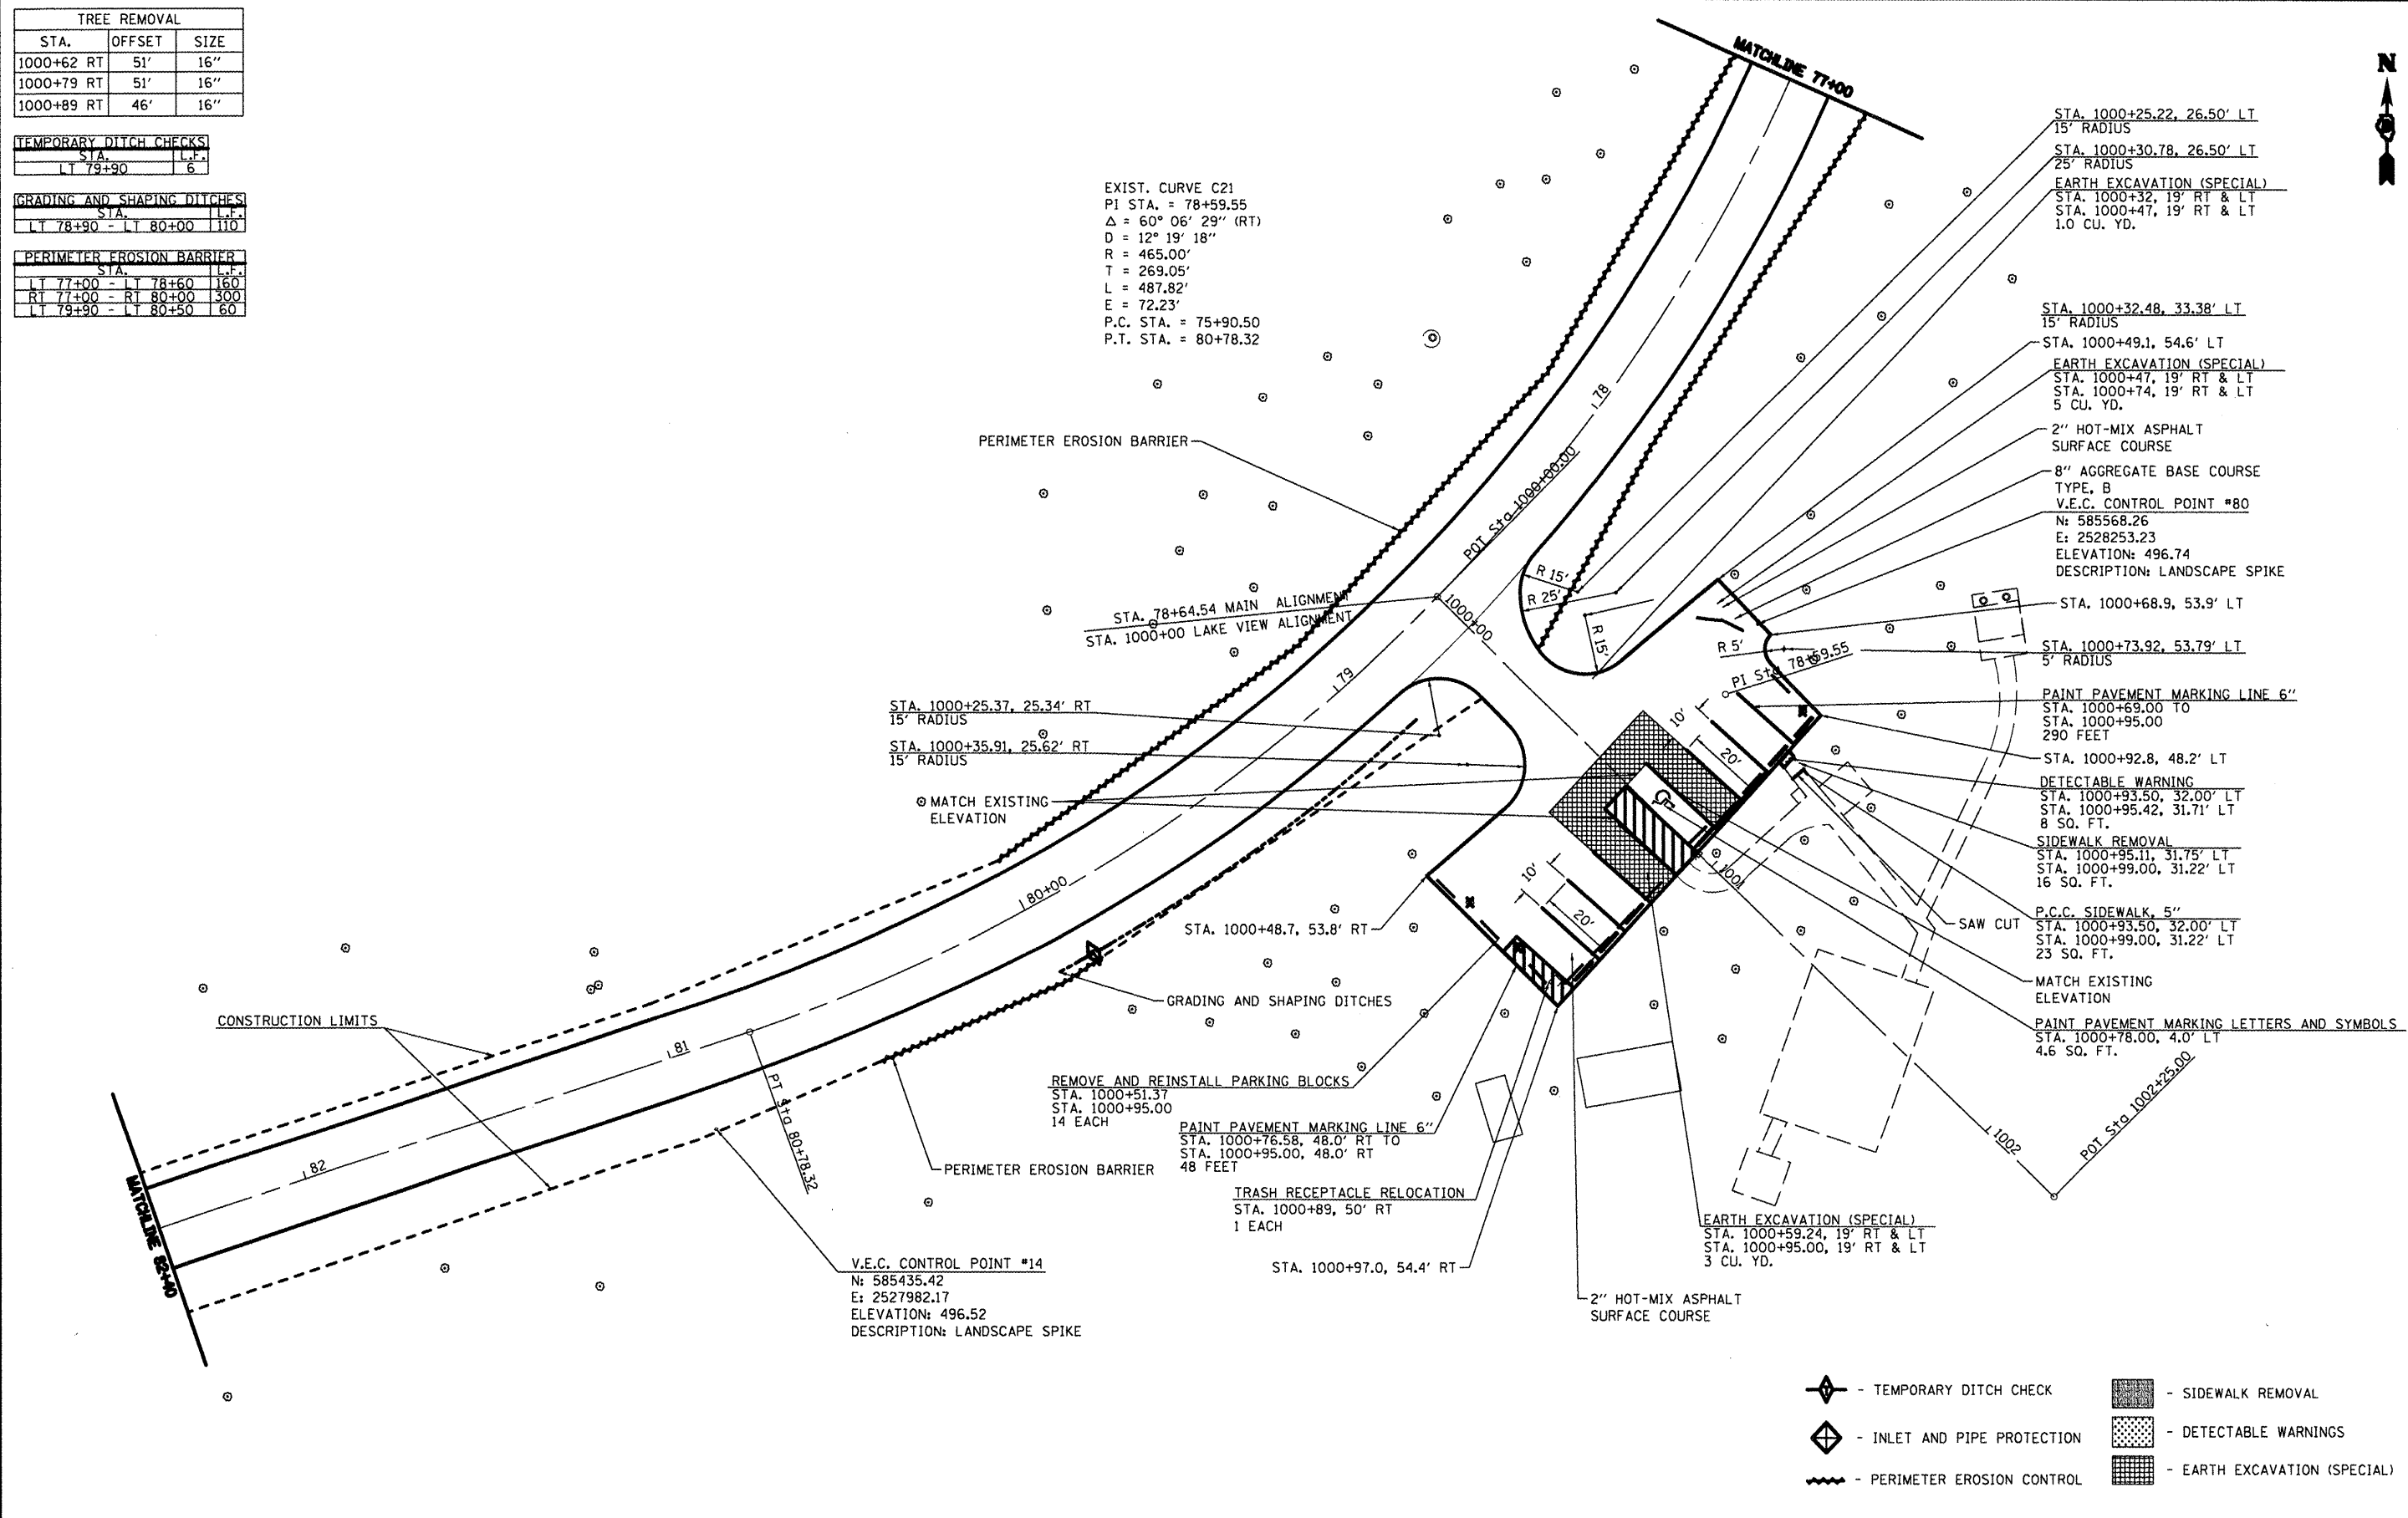 TREE REMOVAL
STA. OFFSET SIZE
1000+62 RT 51' 16"
1000+79 RT 51' 16"
1000+89 RT 46' 16"
TEMPORARY DITCH CHECKS
STA. L.F.
LT 79+90 6
GRADING AND SHAPING DITCHES
STA. L.F.
LT 78+90 - LT 80+00 110
PERIMETER EROSION BARRIER
STA. L.F.
LT 77+00 - LT 78+60 160
RT 77+00 - RT 80+00 300
LT 79+90 - LT 80+50 60
EXIST. CURVE C21
PI STA. = 78+59.55
Δ = 60° 06' 29" (RT)
D = 12° 19' 18"
R = 465.00'
T = 269.05'
L = 487.82'
E = 72.23'
P.C. STA. = 75+90.50
P.T. STA. = 80+78.32
MATCHLINE 77+00
N
STA. 1000+25.22, 26.50' LT
15' RADIUS
STA. 1000+30.78, 26.50' LT
25' RADIUS
EARTH EXCAVATION (SPECIAL)
STA. 1000+32, 19' RT & LT
STA. 1000+47, 19' RT & LT
1.0 CU. YD.
STA. 1000+32.48, 33.38' LT
15' RADIUS
STA. 1000+49.1, 54.6' LT
EARTH EXCAVATION (SPECIAL)
STA. 1000+47, 19' RT & LT
STA. 1000+74, 19' RT & LT
5 CU. YD.
2" HOT-MIX ASPHALT
SURFACE COURSE
8" AGGREGATE BASE COURSE
TYPE, B
V.E.C. CONTROL POINT #80
N: 585568.26
E: 2528253.23
ELEVATION: 496.74
DESCRIPTION: LANDSCAPE SPIKE
STA. 1000+68.9, 53.9' LT
STA. 1000+73.92, 53.79' LT
5' RADIUS
PAINT PAVEMENT MARKING LINE 6"
STA. 1000+69.00 TO
STA. 1000+95.00
290 FEET
STA. 1000+92.8, 48.2' LT
DETECTABLE WARNING
STA. 1000+93.50, 32.00' LT
STA. 1000+95.42, 31.71' LT
8 SQ. FT.
SIDEWALK REMOVAL
STA. 1000+95.11, 31.75' LT
STA. 1000+99.00, 31.22' LT
16 SQ. FT.
P.C.C. SIDEWALK, 5"
STA. 1000+93.50, 32.00' LT
STA. 1000+99.00, 31.22' LT
23 SQ. FT.
SAW CUT
MATCH EXISTING
ELEVATION
PAINT PAVEMENT MARKING LETTERS AND SYMBOLS
STA. 1000+78.00, 4.0' LT
4.6 SQ. FT.
PERIMETER EROSION BARRIER
78
POT Sta 1000+00.00
STA. 78+64.54 MAIN ALIGNMENT
STA. 1000+00 LAKE VIEW ALIGNMENT
1000+00
R 15'
R 25'
R 15'
R 5'
PI Sta 78+59.55
79
10'
20'
STA. 1000+25.37, 25.34' RT
15' RADIUS
STA. 1000+35.91, 25.62' RT
15' RADIUS
MATCH EXISTING
ELEVATION
80+00
1001
10'
20'
STA. 1000+48.7, 53.8' RT
GRADING AND SHAPING DITCHES
CONSTRUCTION LIMITS
81
PT Sta 80+78.32
82
MATCHLINE 82+40
REMOVE AND REINSTALL PARKING BLOCKS
STA. 1000+51.37
STA. 1000+95.00
14 EACH
PAINT PAVEMENT MARKING LINE 6"
STA. 1000+76.58, 48.0' RT TO
STA. 1000+95.00, 48.0' RT
48 FEET
PERIMETER EROSION BARRIER
TRASH RECEPTACLE RELOCATION
STA. 1000+89, 50' RT
1 EACH
STA. 1000+97.0, 54.4' RT
V.E.C. CONTROL POINT #14
N: 585435.42
E: 2527982.17
ELEVATION: 496.52
DESCRIPTION: LANDSCAPE SPIKE
EARTH EXCAVATION (SPECIAL)
STA. 1000+59.24, 19' RT & LT
STA. 1000+95.00, 19' RT & LT
3 CU. YD.
2" HOT-MIX ASPHALT
SURFACE COURSE
1002
POT Sta 1002+25.00
- TEMPORARY DITCH CHECK
- INLET AND PIPE PROTECTION
- PERIMETER EROSION CONTROL
- SIDEWALK REMOVAL
- DETECTABLE WARNINGS
- EARTH EXCAVATION (SPECIAL)